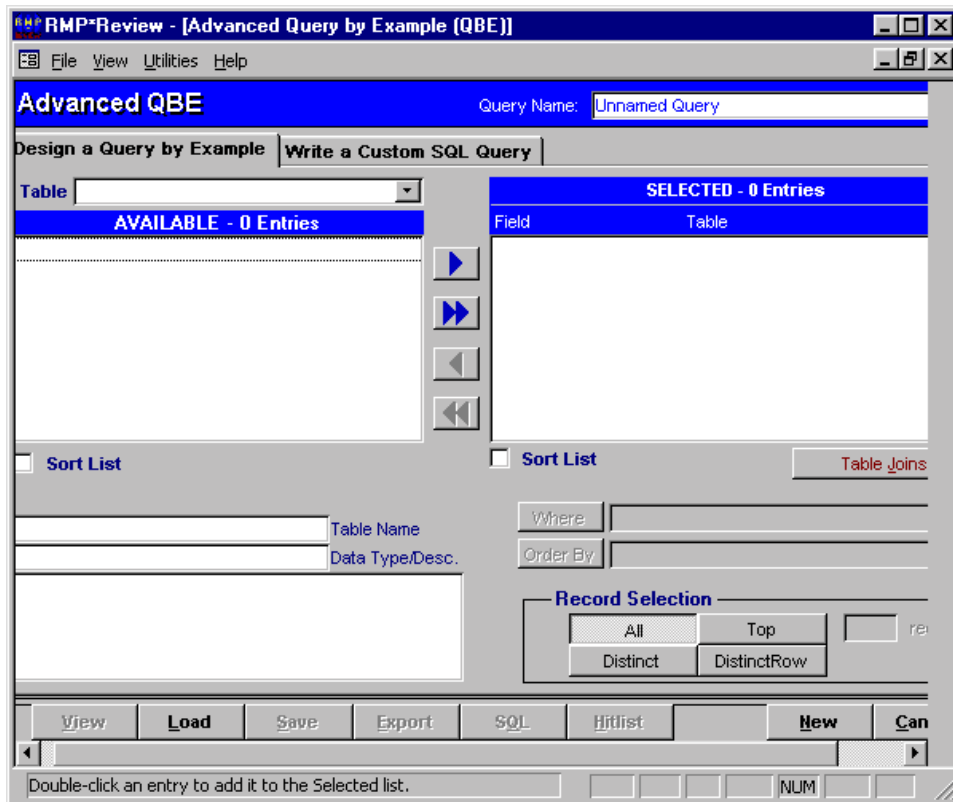 RMP*Review - [Advanced Query by Example (QBE)]
File View Utilities Help
Advanced QBE
Query Name: Unnamed Query
Design a Query by Example
Write a Custom SQL Query
Table
AVAILABLE - 0 Entries
SELECTED - 0 Entries
Field Table
Sort List
Sort List
Table Joins
Table Name
Data Type/Desc.
Where
Order By
Record Selection
All Top
rec
Distinct DistinctRow
View Load Save Export SQL Hitlist New Can
Double-click an entry to add it to the Selected list.
NUM